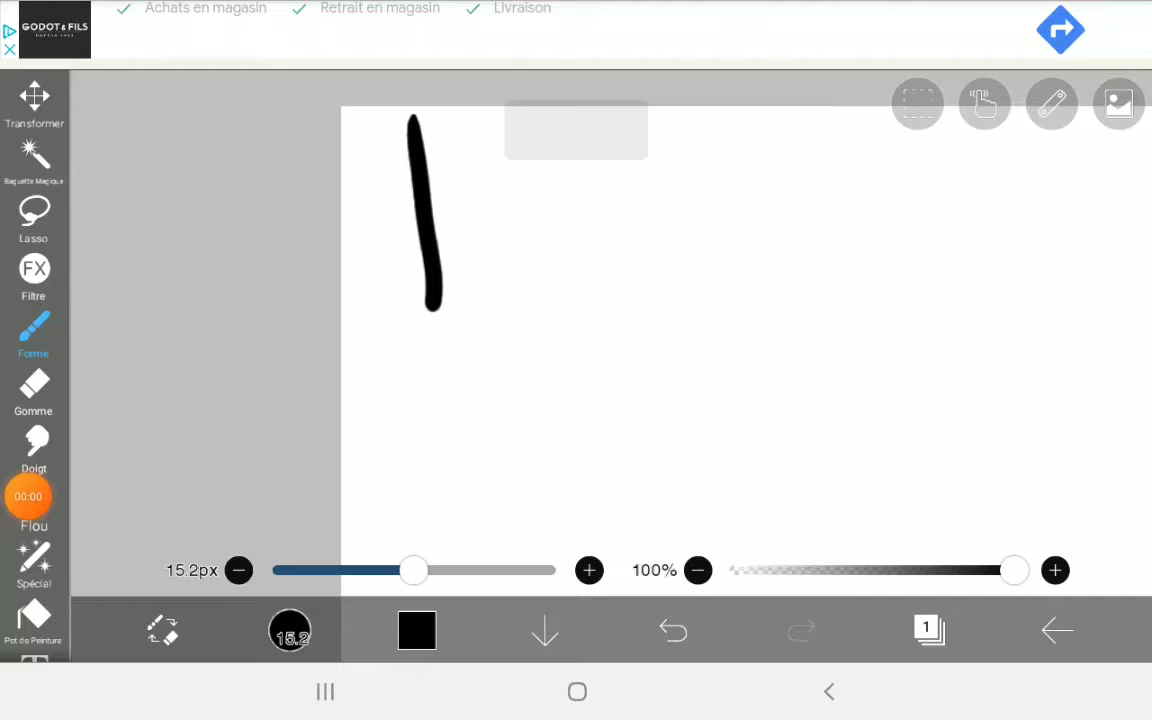 Achats en magasin Retrait en magasin Livraison
GODOT & FILS
Transformer
Baguette Magique
Lasso
FX
Filtre
Forme
Gomme
Doigt
00:00
Flou
Spécial
Pot de Peinture
15.2px
100%
15.2
1